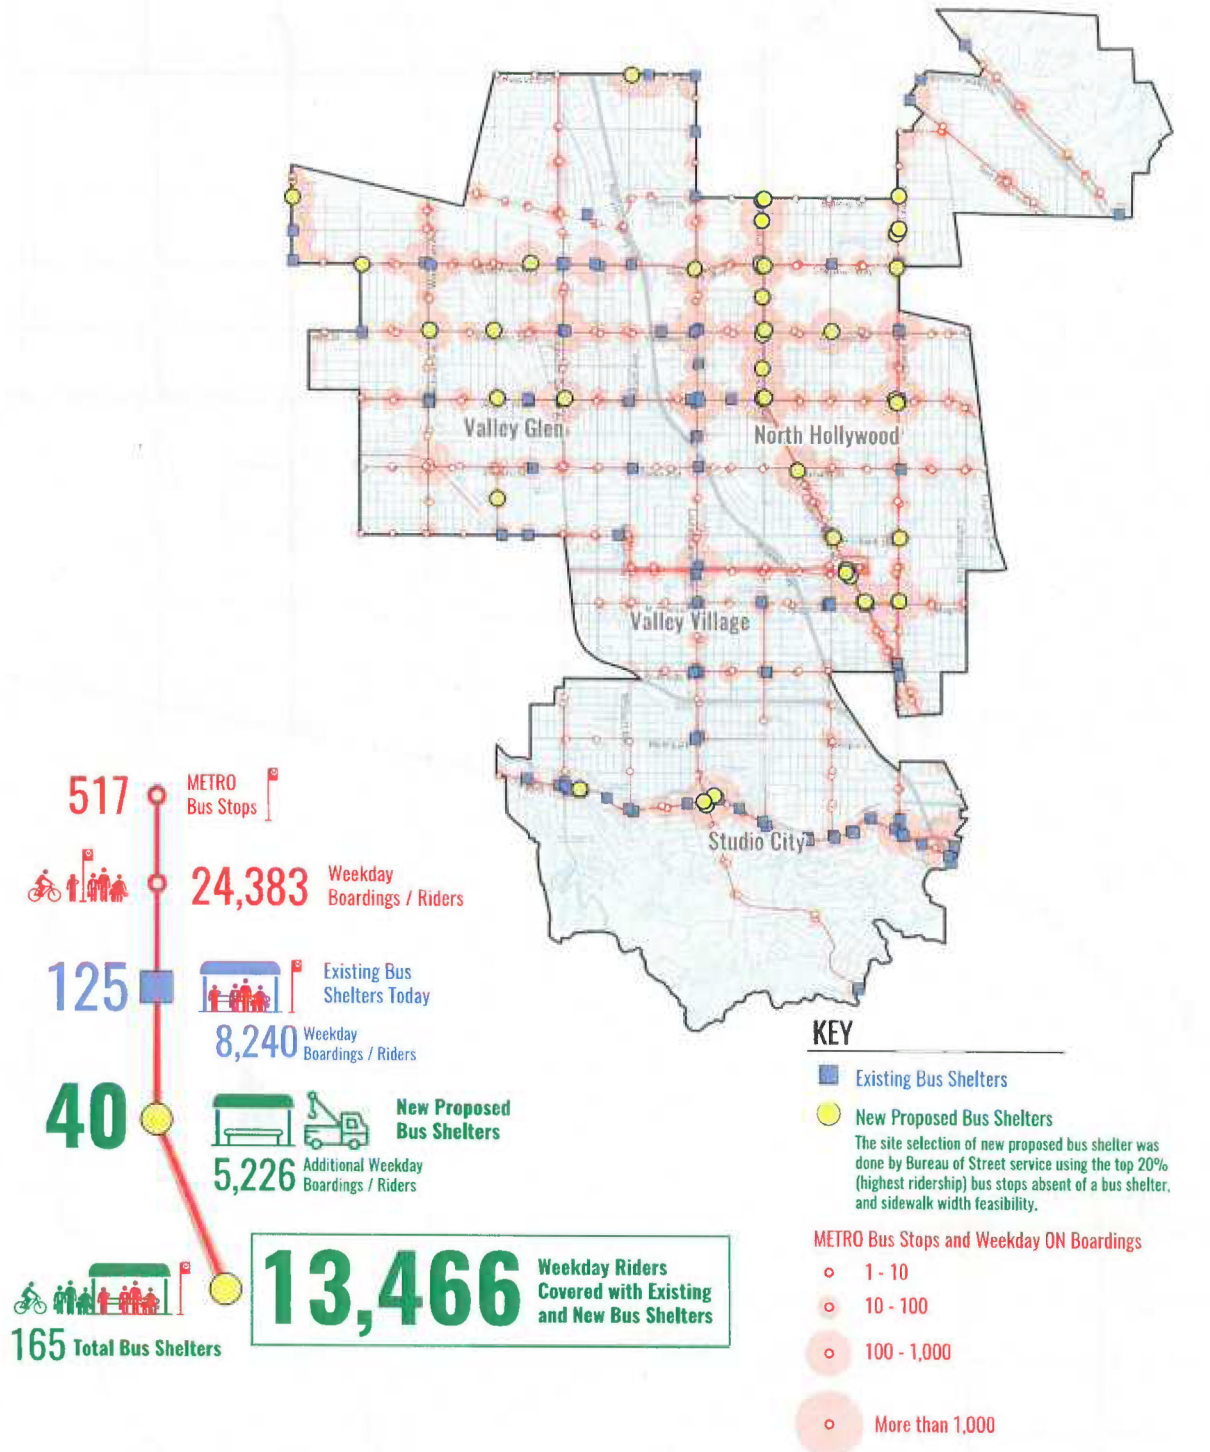 Valley Glen
North Hollywood
Valley Village
Studio City
517
METRO
Bus Stops
24,383
Weekday
Boardings / Riders
125
Existing Bus
Shelters Today
8,240
Weekday
Boardings / Riders
40
New Proposed
Bus Shelters
5,226
Additional Weekday
Boardings / Riders
13,466
Weekday Riders
Covered with Existing
and New Bus Shelters
165 Total Bus Shelters
KEY
Existing Bus Shelters
New Proposed Bus Shelters
The site selection of new proposed bus shelter was
done by Bureau of Street service using the top 20%
(highest ridership) bus stops absent of a bus shelter,
and sidewalk width feasibility.
METRO Bus Stops and Weekday ON Boardings
1 - 10
10 - 100
100 - 1,000
More than 1,000